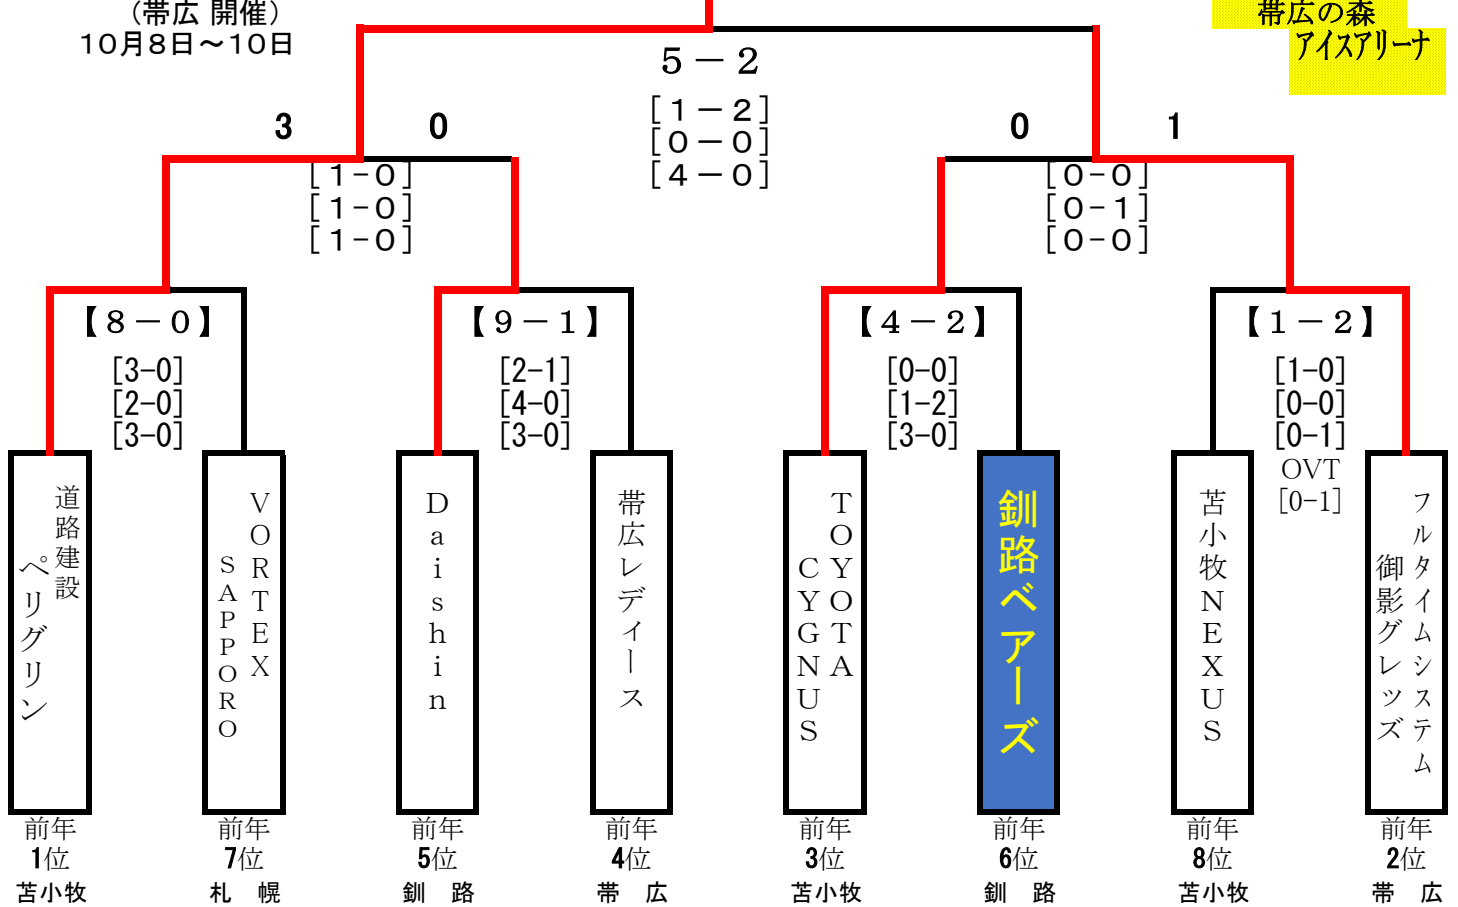 （帯広 開催）
10月8日～10日
帯広の森
アイスアリーナ
５－２
[１－２]
[０－０]
[４－０]
3 0
[１-０]
[１-０]
[１-０]
0 1
[０-０]
[０-１]
[０-０]
【８－０】
[3-0]
[2-0]
[3-0]
【９－１】
[2-1]
[4-0]
[3-0]
【４－２】
[0-0]
[1-2]
[3-0]
【１－２】
[1-0]
[0-0]
[0-1]
OVT
[0-1]
道路建設
ペリグリン
ＶＯＲＴＥＸ
ＳＡＰＰＯＲＯ
Ｄａｉｓｈｉｎ
帯広レディース
ＴＯＹＯＴＡ
ＣＹＧＮＵＳ
釧路ベアーズ
苫小牧ＮＥＸＵＳ
フルタイムシステム
御影グレッズ
前年 前年 前年 前年 前年 前年 前年 前年
1位 7位 5位 4位 3位 6位 8位 2位
苫小牧 札　幌 釧　路 帯　広 苫小牧 釧　路 苫小牧 帯　広